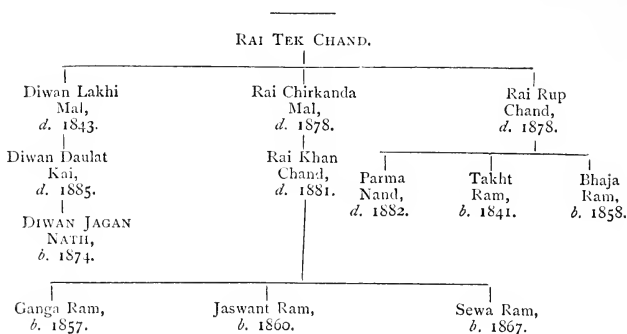 RAI TEK CHAND.
Diwan Lakhi
Mal,
d. 1843.
Rai Chirkanda
Mal,
d. 1878.
Rai Rup
Chand,
d. 1878.
Diwan Daulat
Kai,
d. 1885.
Rai Khan
Chand,
d. 1881.
Parma
Nand,
d. 1882.
Takht
Ram,
b. 1841.
Bhaja
Ram,
b. 1858.
DIWAN JAGAN
NATH,
b. 1874.
Ganga Ram,
b. 1857.
Jaswant Ram,
b. 1860.
Sewa Ram,
b. 1867.